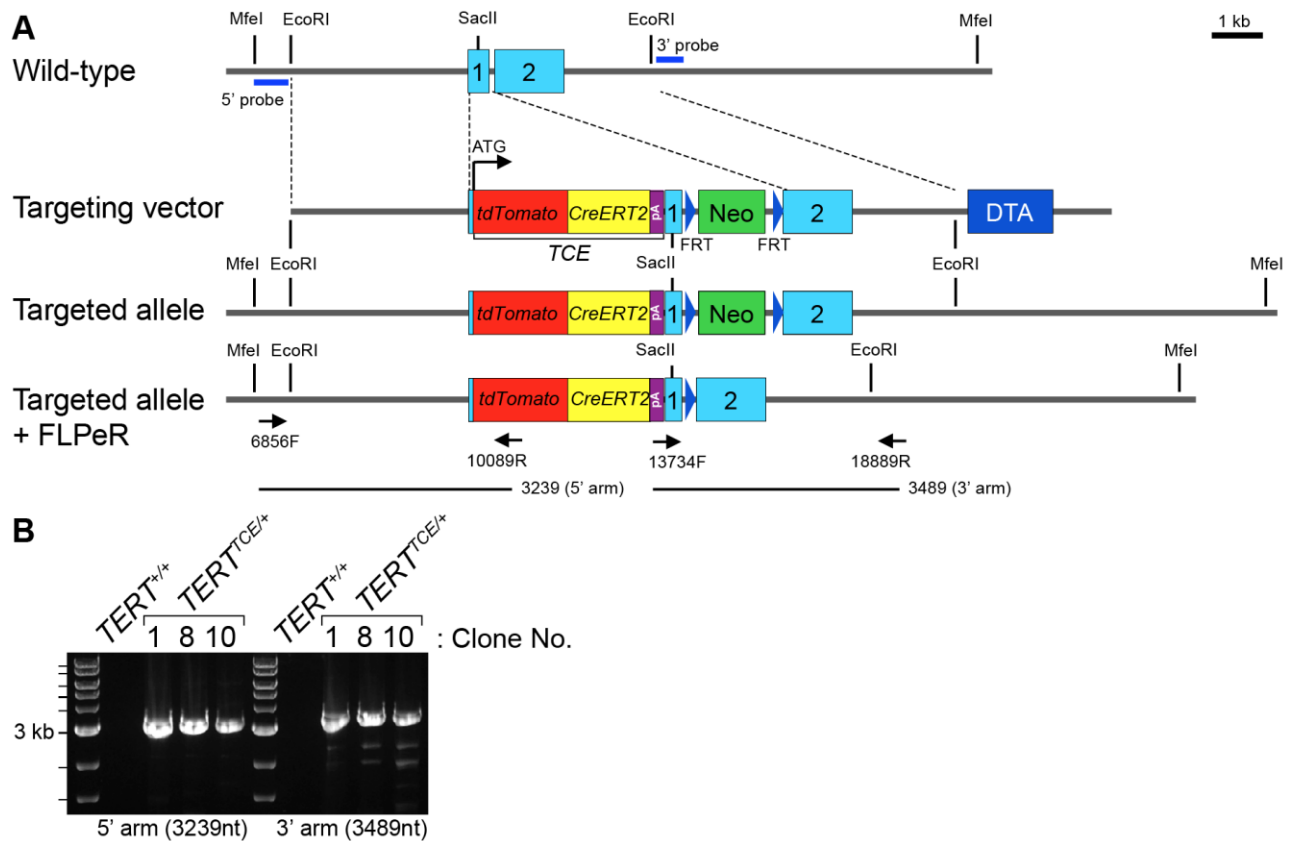 A
MfeI EcoRI SacII EcoRI MfeI 1 kb
3' probe
Wild-type 1 2
5' probe
ATG
Targeting vector tdTomato CreERT2 pA 1 Neo 2 DTA
FRT FRT
TCE
SacII
MfeI EcoRI EcoRI MfeI
Targeted allele tdTomato CreERT2 pA 1 Neo 2
MfeI EcoRI SacII EcoRI MfeI
Targeted allele tdTomato CreERT2 pA 1 2
+ FLPeR
6856F 10089R 13734F 18889R
3239 (5' arm) 3489 (3' arm)
B
TERT+/+ TERTTCE/+ TERT+/+ TERTTCE/+
1 8 10 1 8 10 : Clone No.
3 kb
5' arm (3239nt) 3' arm (3489nt)